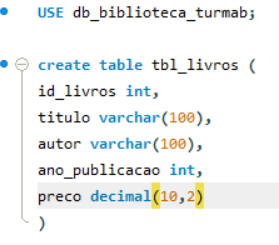 USE db_biblioteca_turmab;
create table tbl_livros (
id_livros int,
titulo varchar(100),
autor varchar(100),
ano_publicacao int,
preco decimal(10,2)
)